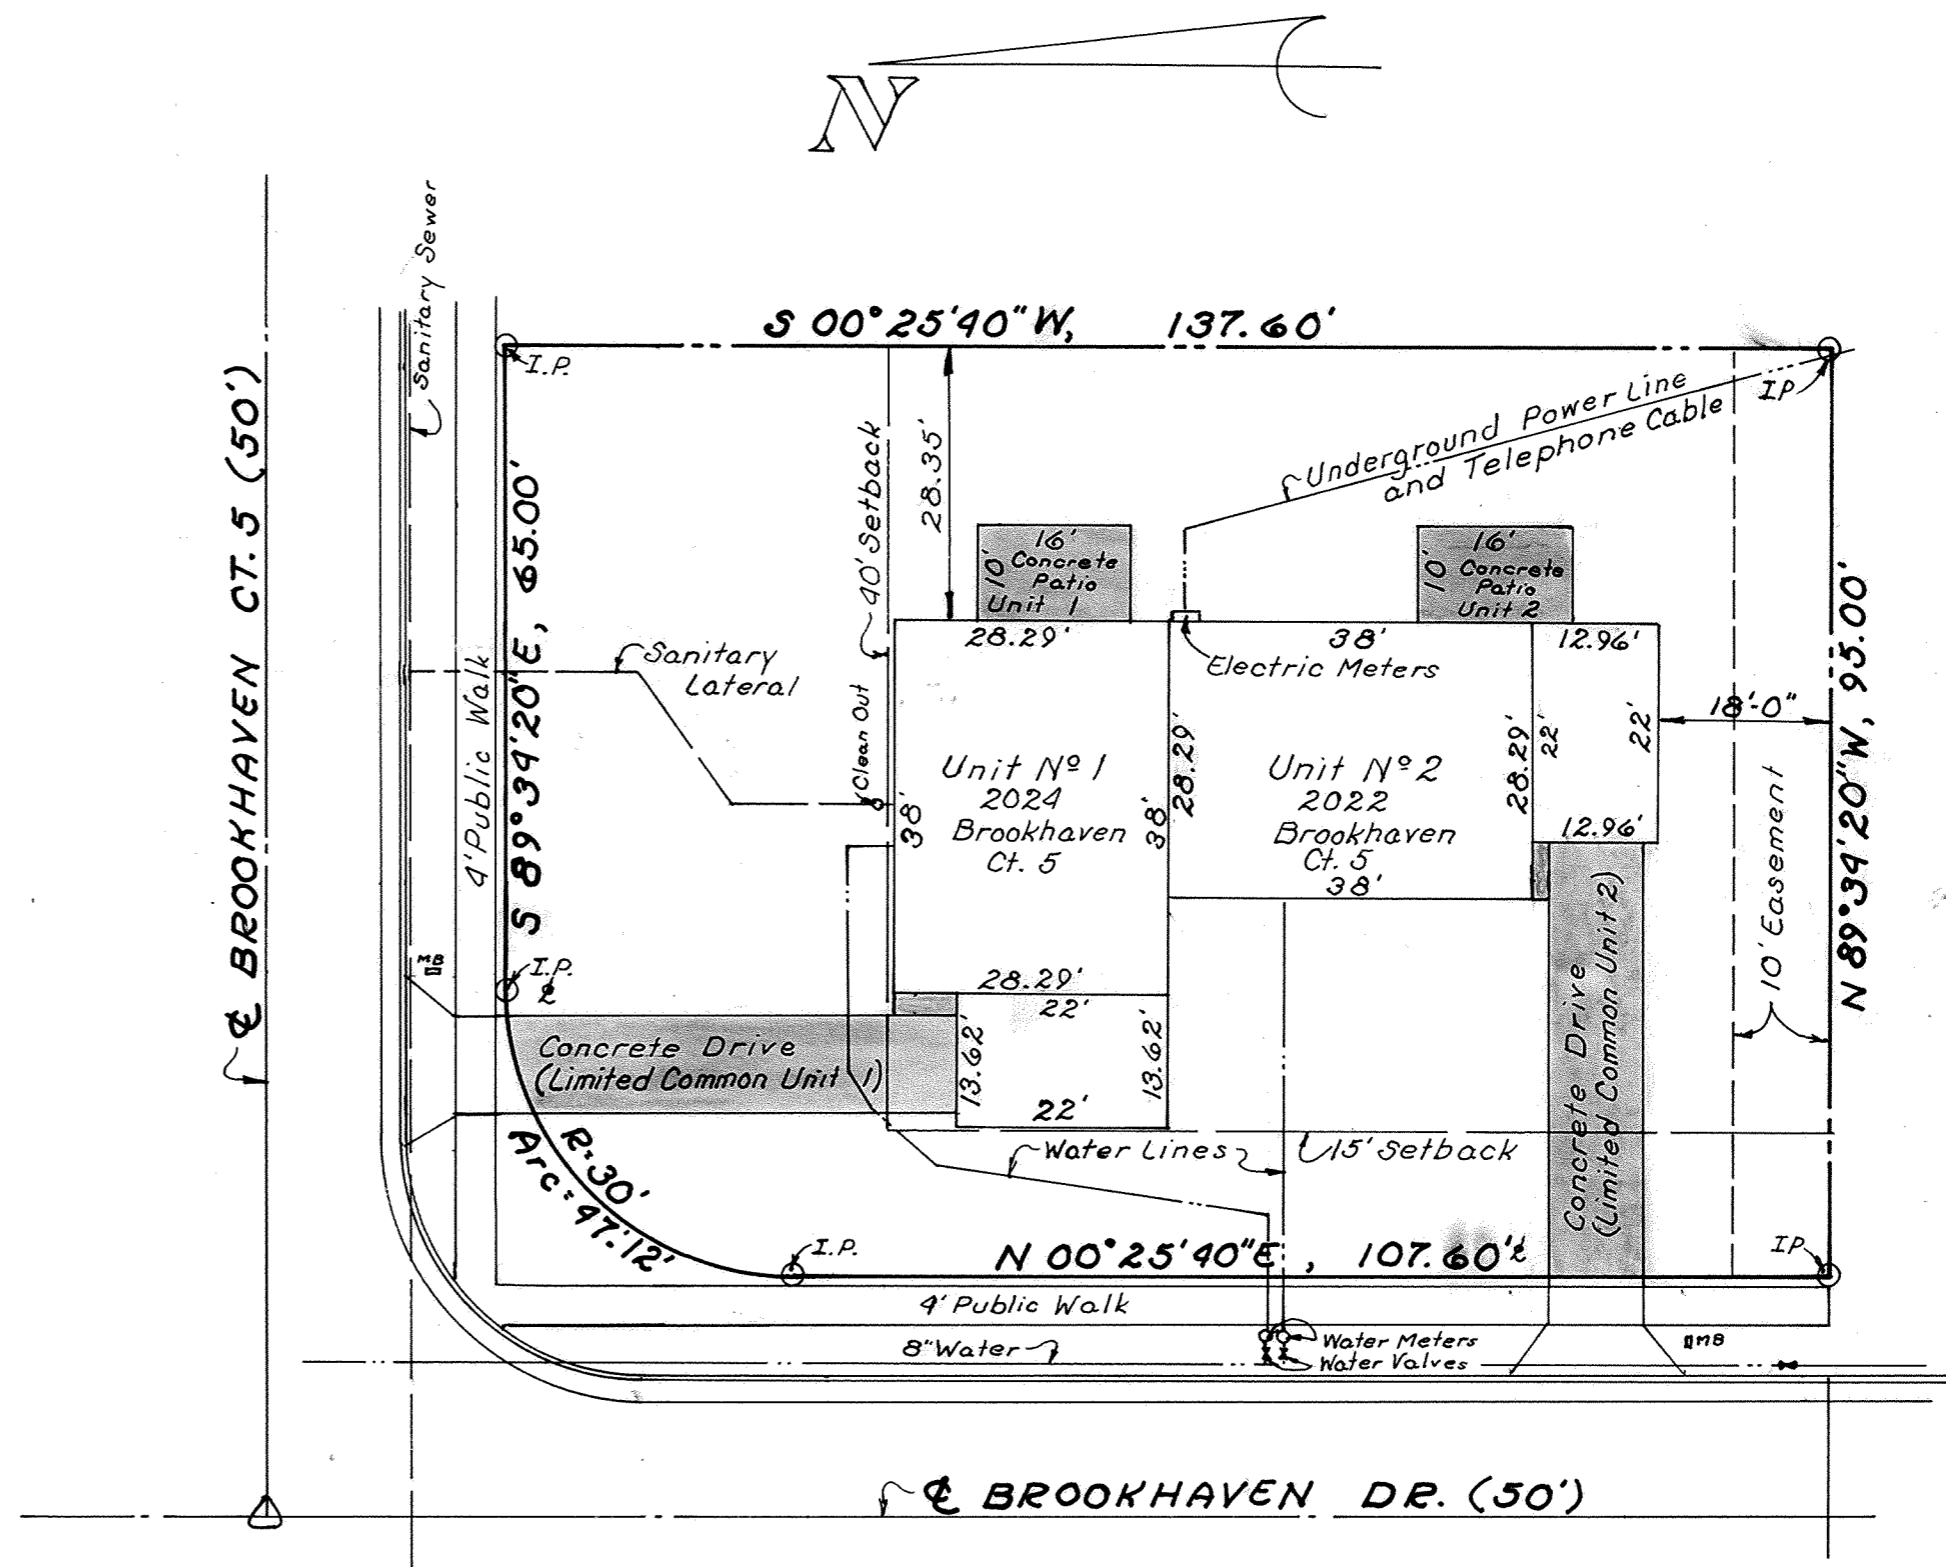 N
Sanitary Sewer
S 00°25'40"W, 137.60'
I.P.
I.P.
℄ BROOKHAVEN CT.5 (50')
4' Public Walk
S 89°34'20"E, 65.00'
40' Setback
28.35'
Underground Power Line
and Telephone Cable
16'
10' Concrete
Patio
Unit 1
16'
10' Concrete
Patio
Unit 2
28.29'
38'
12.96'
Electric Meters
Sanitary
Lateral
Clean Out
18'-0"
N 89°34'20"W, 95.00'
38'
38'
28.29'
28.29'
22'
22'
Unit Nº 1
2024
Brookhaven
Ct. 5
Unit Nº 2
2022
Brookhaven
Ct. 5
38'
12.96'
10' Easement
MB
I.P.
28.29'
22'
13.62'
13.62'
22'
Concrete Drive
(Limited Common Unit 1)
Concrete Drive
(Limited Common Unit 2)
R=30'
Arc=47.12'
Water Lines
15' Setback
I.P.
N 00°25'40"E, 107.60'
I.P.
4' Public Walk
8" Water
Water Meters
Water Valves
MB
℄ BROOKHAVEN DR. (50')